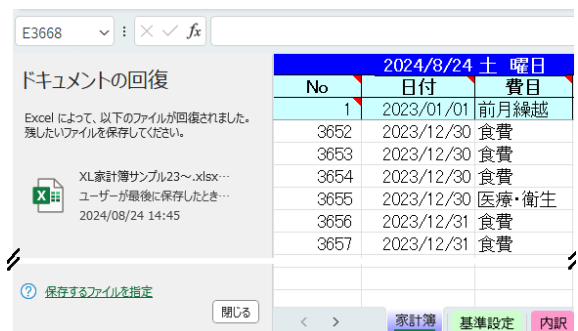 E3668
fx
ドキュメントの回復
Excel によって、以下のファイルが回復されました。
残したいファイルを保存してください。
XL家計簿サンプル23～.xlsx…
ユーザーが最後に保存したとき…
2024/08/24 14:45
保存するファイルを指定
閉じる
2024/8/24 土 曜日
No 日付 費目
1 2023/01/01 前月繰越
3652 2023/12/30 食費
3653 2023/12/30 食費
3654 2023/12/30 食費
3655 2023/12/30 医療・衛生
3656 2023/12/31 食費
3657 2023/12/31 食費
家計簿 基準設定 内訳